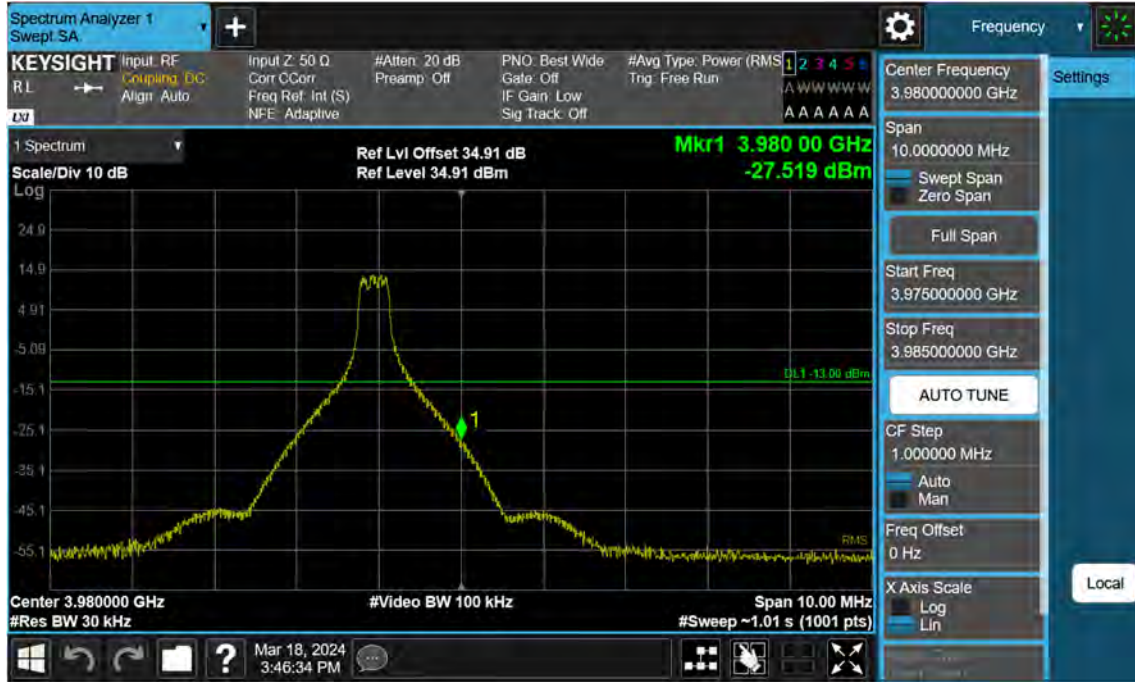 Spectrum Analyzer 1
Swept SA
+
Frequency
KEYSIGHT
RL
LXI
Input: RF
Coupling: DC
Align: Auto
Input Z: 50 Ω
Corr CCorr
Freq Ref: Int (S)
NFE: Adaptive
#Atten: 20 dB
Preamp: Off
PNO: Best Wide
Gate: Off
IF Gain: Low
Sig Track: Off
#Avg Type: Power (RMS
Trig: Free Run
1 2 3 4 5 6
A W W W W W
A A A A A A
1 Spectrum
Scale/Div 10 dB
Log
Ref Lvl Offset 34.91 dB
Ref Level 34.91 dBm
Mkr1 3.980 00 GHz
-27.519 dBm
24.9
14.9
4.91
-5.09
-15.1
-25.1
-35.1
-45.1
-55.1
DL1 -13.00 dBm
1
RMS
Center 3.980000 GHz
#Res BW 30 kHz
#Video BW 100 kHz
Span 10.00 MHz
#Sweep ~1.01 s (1001 pts)
?
Mar 18, 2024
3:46:34 PM
Center Frequency
3.980000000 GHz
Span
10.0000000 MHz
Swept Span
Zero Span
Full Span
Start Freq
3.975000000 GHz
Stop Freq
3.985000000 GHz
AUTO TUNE
CF Step
1.000000 MHz
Auto
Man
Freq Offset
0 Hz
X Axis Scale
Log
Lin
Settings
Local